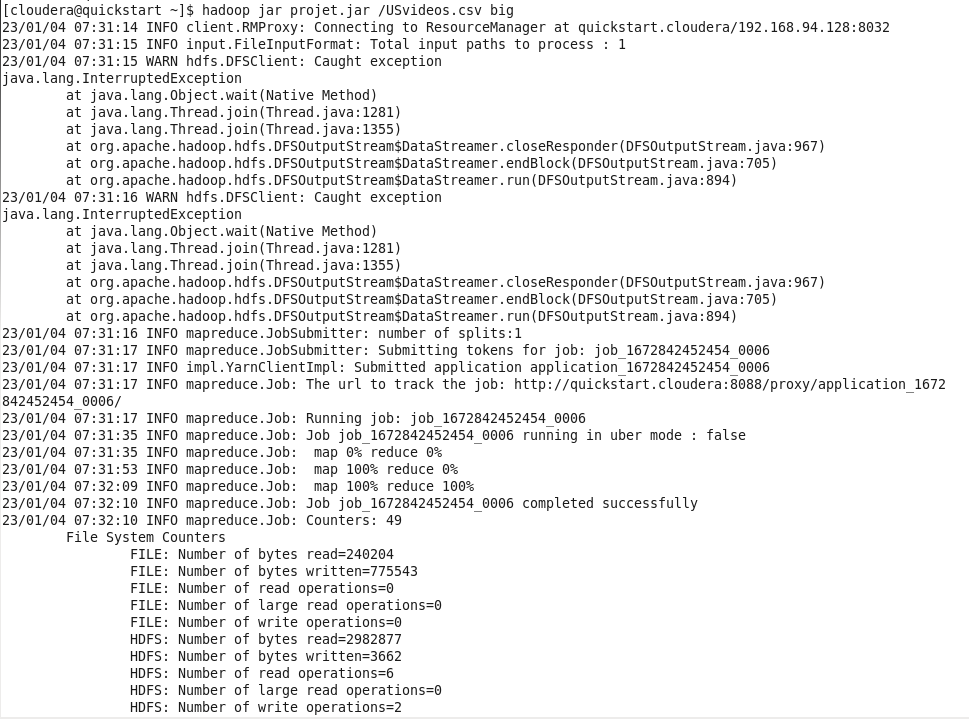 [cloudera@quickstart ~]$ hadoop jar projet.jar /USvideos.csv big
23/01/04 07:31:14 INFO client.RMProxy: Connecting to ResourceManager at quickstart.cloudera/192.168.94.128:8032
23/01/04 07:31:15 INFO input.FileInputFormat: Total input paths to process : 1
23/01/04 07:31:15 WARN hdfs.DFSClient: Caught exception
java.lang.InterruptedException
        at java.lang.Object.wait(Native Method)
        at java.lang.Thread.join(Thread.java:1281)
        at java.lang.Thread.join(Thread.java:1355)
        at org.apache.hadoop.hdfs.DFSOutputStream$DataStreamer.closeResponder(DFSOutputStream.java:967)
        at org.apache.hadoop.hdfs.DFSOutputStream$DataStreamer.endBlock(DFSOutputStream.java:705)
        at org.apache.hadoop.hdfs.DFSOutputStream$DataStreamer.run(DFSOutputStream.java:894)
23/01/04 07:31:16 WARN hdfs.DFSClient: Caught exception
java.lang.InterruptedException
        at java.lang.Object.wait(Native Method)
        at java.lang.Thread.join(Thread.java:1281)
        at java.lang.Thread.join(Thread.java:1355)
        at org.apache.hadoop.hdfs.DFSOutputStream$DataStreamer.closeResponder(DFSOutputStream.java:967)
        at org.apache.hadoop.hdfs.DFSOutputStream$DataStreamer.endBlock(DFSOutputStream.java:705)
        at org.apache.hadoop.hdfs.DFSOutputStream$DataStreamer.run(DFSOutputStream.java:894)
23/01/04 07:31:16 INFO mapreduce.JobSubmitter: number of splits:1
23/01/04 07:31:17 INFO mapreduce.JobSubmitter: Submitting tokens for job: job_1672842452454_0006
23/01/04 07:31:17 INFO impl.YarnClientImpl: Submitted application application_1672842452454_0006
23/01/04 07:31:17 INFO mapreduce.Job: The url to track the job: http://quickstart.cloudera:8088/proxy/application_1672
842452454_0006/
23/01/04 07:31:17 INFO mapreduce.Job: Running job: job_1672842452454_0006
23/01/04 07:31:35 INFO mapreduce.Job: Job job_1672842452454_0006 running in uber mode : false
23/01/04 07:31:35 INFO mapreduce.Job:  map 0% reduce 0%
23/01/04 07:31:53 INFO mapreduce.Job:  map 100% reduce 0%
23/01/04 07:32:09 INFO mapreduce.Job:  map 100% reduce 100%
23/01/04 07:32:10 INFO mapreduce.Job: Job job_1672842452454_0006 completed successfully
23/01/04 07:32:10 INFO mapreduce.Job: Counters: 49
        File System Counters
                FILE: Number of bytes read=240204
                FILE: Number of bytes written=775543
                FILE: Number of read operations=0
                FILE: Number of large read operations=0
                FILE: Number of write operations=0
                HDFS: Number of bytes read=2982877
                HDFS: Number of bytes written=3662
                HDFS: Number of read operations=6
                HDFS: Number of large read operations=0
                HDFS: Number of write operations=2